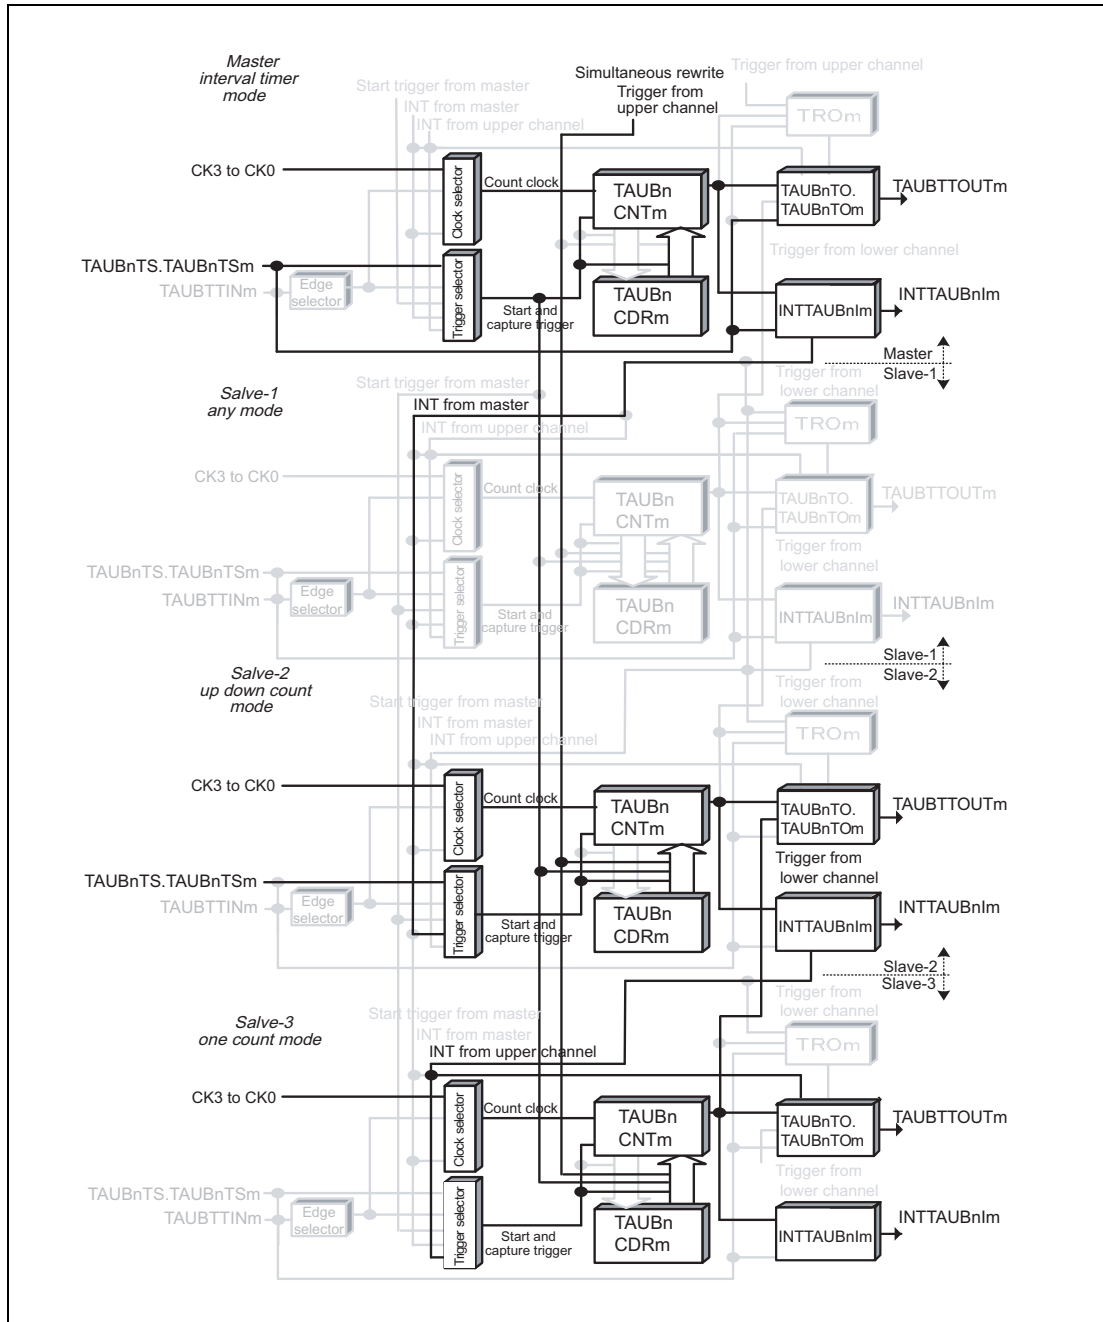 Master
interval timer
mode
Start trigger from master
INT from master
INT from upper channel
Simultaneous rewrite
Trigger from
upper channel
Trigger from upper channel
TROm
CK3 to CK0
Clock selector
Count clock
TAUBn
CNTm
TAUBnTO.
TAUBnTOm
TAUBTTOUTm
Trigger from lower channel
TAUBnTS.TAUBnTSm
TAUBTTINm
Edge
selector
Trigger selector
Start and
capture trigger
TAUBn
CDRm
INTTAUBnIm
INTTAUBnIm
Master
Slave-1
Salve-1
any mode
Start trigger from master
INT from master
INT from upper channel
Trigger from
lower channel
TROm
CK3 to CK0
Clock selector
Count clock
TAUBn
CNTm
TAUBnTO.
TAUBnTOm
TAUBTTOUTm
Trigger from
lower channel
TAUBnTS.TAUBnTSm
TAUBTTINm
Edge
selector
Trigger selector
Start and
capture trigger
TAUBn
CDRm
INTTAUBnIm
INTTAUBnIm
Slave-1
Slave-2
Salve-2
up down count
mode
Start trigger from master
INT from master
INT from upper channel
Trigger from
lower channel
TROm
CK3 to CK0
Clock selector
Count clock
TAUBn
CNTm
TAUBnTO.
TAUBnTOm
TAUBTTOUTm
Trigger from
lower channel
TAUBnTS.TAUBnTSm
TAUBTTINm
Edge
selector
Trigger selector
Start and
capture trigger
TAUBn
CDRm
INTTAUBnIm
INTTAUBnIm
Slave-2
Slave-3
Salve-3
one count mode
Start trigger from master
INT from master
INT from upper channel
Trigger from
lower channel
TROm
CK3 to CK0
Clock selector
Count clock
TAUBn
CNTm
TAUBnTO.
TAUBnTOm
TAUBTTOUTm
Trigger from
lower channel
TAUBnTS.TAUBnTSm
TAUBTTINm
Edge
selector
Trigger selector
Start and
capture trigger
TAUBn
CDRm
INTTAUBnIm
INTTAUBnIm